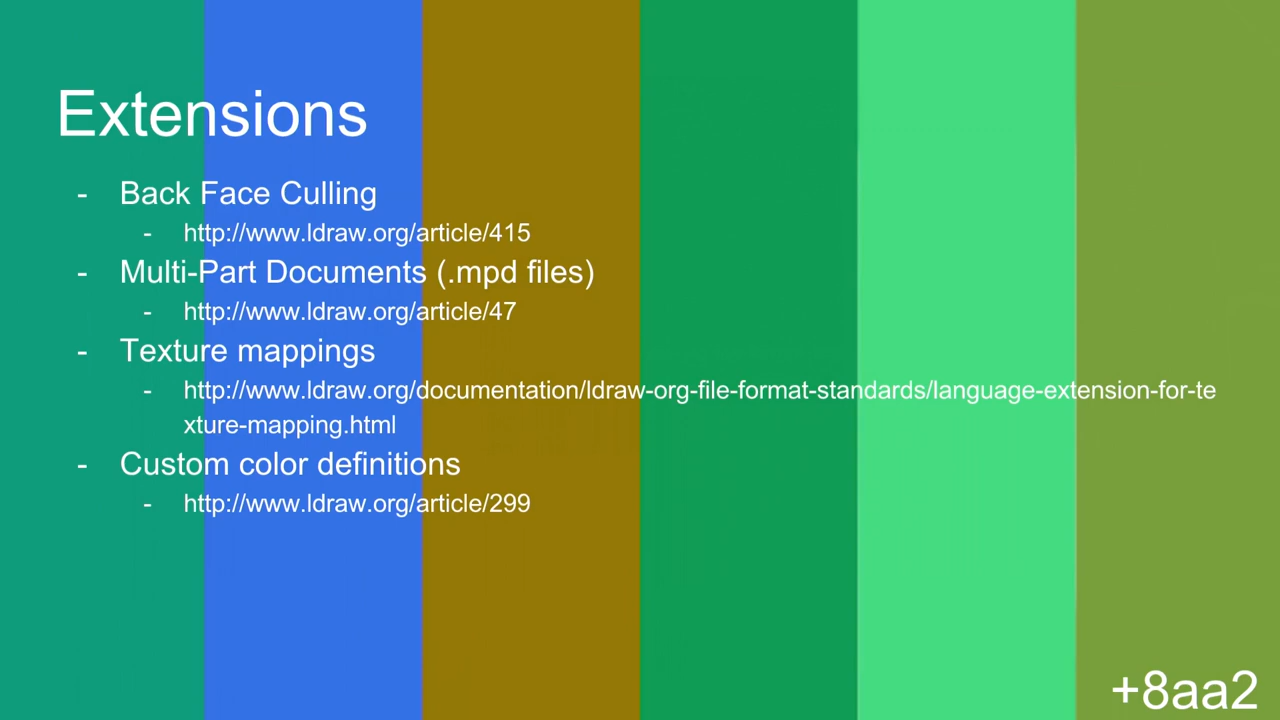 Extensions
- Back Face Culling
- http://www.ldraw.org/article/415
- Multi-Part Documents (.mpd files)
- http://www.ldraw.org/article/47
- Texture mappings
- http://www.ldraw.org/documentation/ldraw-org-file-format-standards/language-extension-for-te
xture-mapping.html
- Custom color definitions
- http://www.ldraw.org/article/299
+8aa2